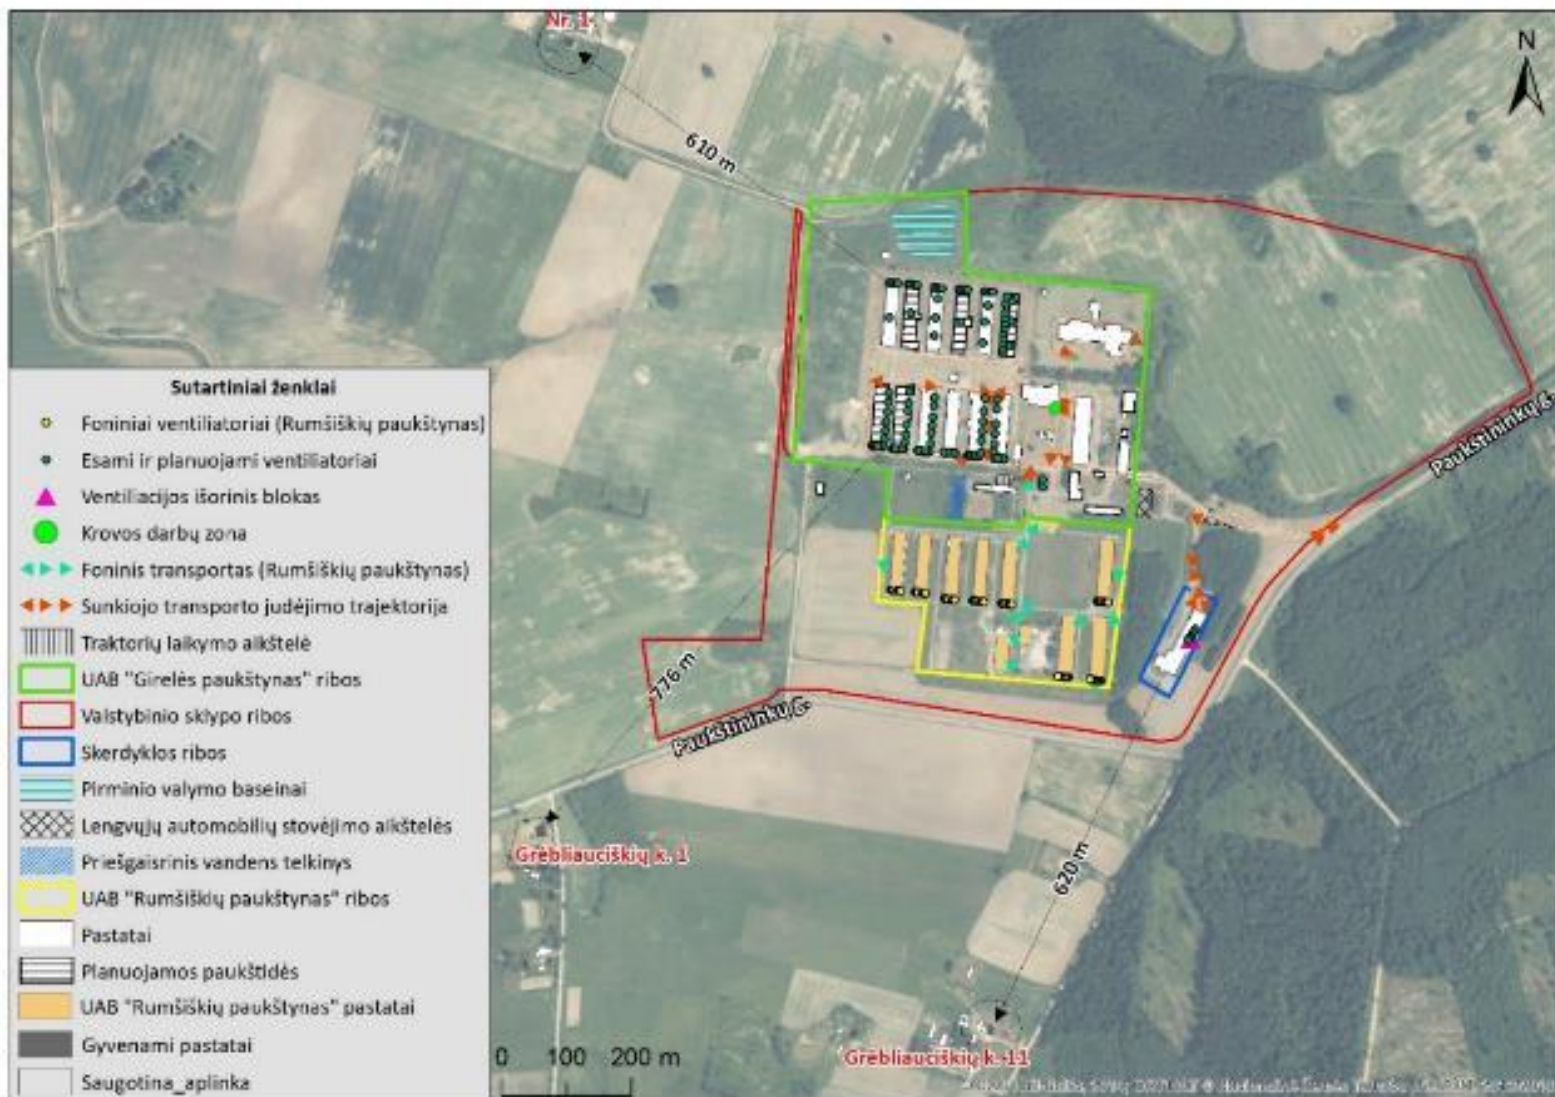 Nr. 1
N
610 m
Paukštininkų g.
Sutartiniai ženklai
Foniniai ventiliatoriai (Rumšiškių paukštynas)
Esami ir planuojami ventiliatoriai
Ventiliacijos išorinis blokas
Krovos darbų zona
Foninis transportas (Rumšiškių paukštynas)
Sunkiojo transporto judėjimo trajektorija
Traktorių laikymo aikštelė
UAB "Girelės paukštynas" ribos
Valstybinio sklypo ribos
Skerdyklos ribos
Pirminio valymo baseinai
Lengvųjų automobilių stovėjimo aikštelės
Priešgaisrinis vandens telkinys
UAB "Rumšiškių paukštynas" ribos
Pastatai
Planuojamos paukštidės
UAB "Rumšiškių paukštynas" pastatai
Gyvenami pastatai
Saugotina_aplinka
776 m
Paukštininkų g.
Grėbliauciškių k. 1
620 m
Grėbliauciškių k. 11
0 100 200 m